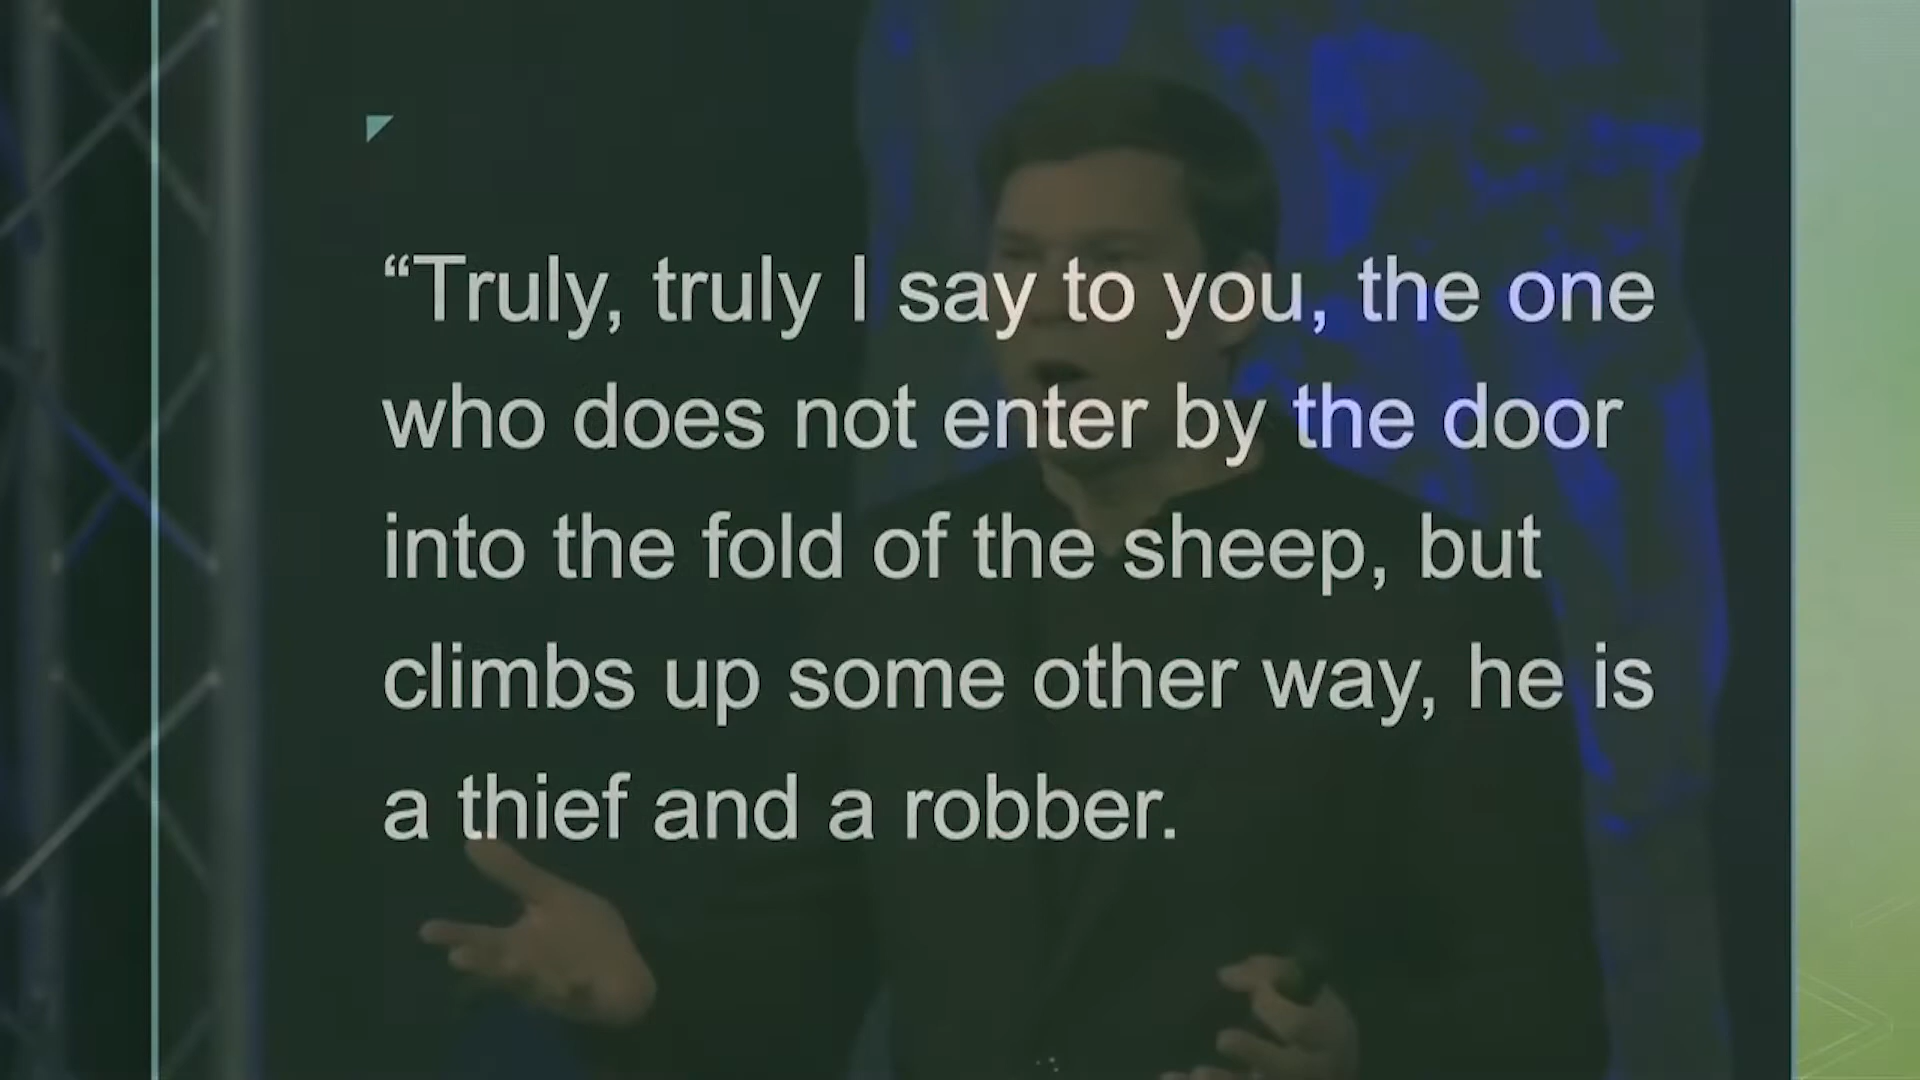 “Truly, truly I say to you, the one
who does not enter by the door
into the fold of the sheep, but
climbs up some other way, he is
a thief and a robber.